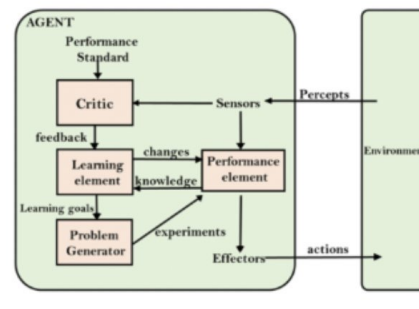 AGENT
Performance
Standard
Critic
Sensors
Percepts
feedback
changes
Learning
element
Performance
element
knowledge
Environmen
Learning goals
Problem
Generator
experiments
Effectors
actions